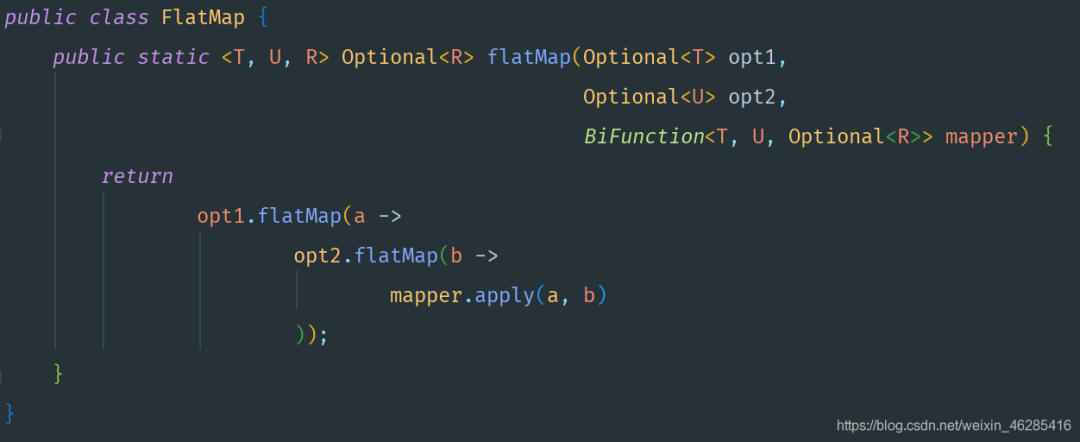 public class FlatMap {
    public static <T, U, R> Optional<R> flatMap(Optional<T> opt1,
                                                Optional<U> opt2,
                                                BiFunction<T, U, Optional<R>> mapper) {
        return
                opt1.flatMap(a ->
                        opt2.flatMap(b ->
                                mapper.apply(a, b)
                        ));
    }
}
https://blog.csdn.net/weixin_46285416